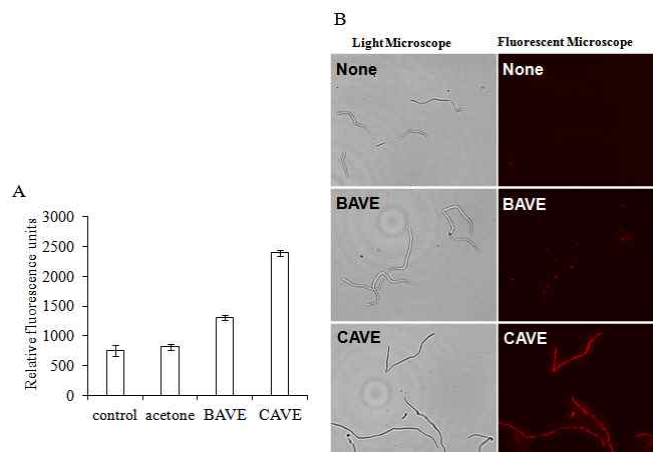 B
Light Microscope
Fluorescent Microscope
None
None
BAVE
BAVE
CAVE
CAVE
A
Relative fluorescence units
3000
2500
2000
1500
1000
500
0
control acetone BAVE CAVE